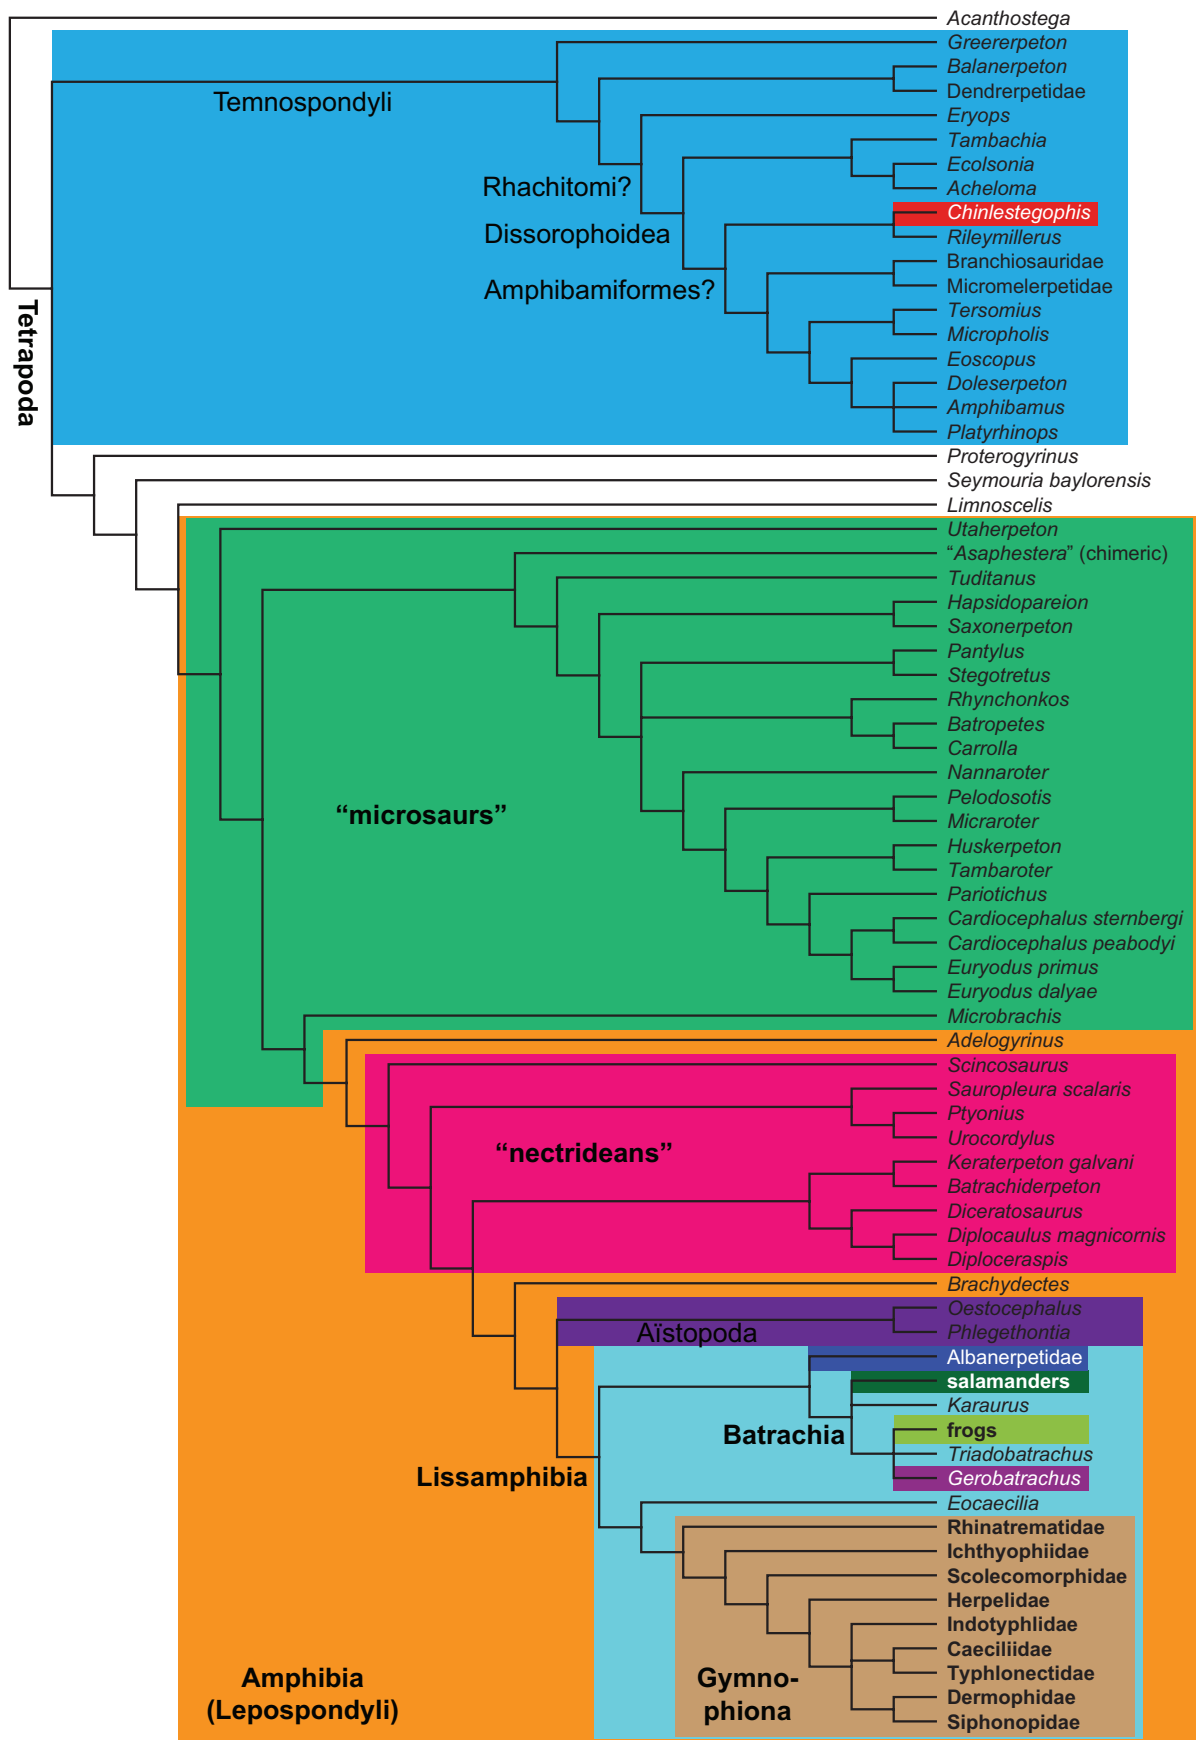 Acanthostega
Greererpeton
Balanerpeton
Temnospondyli
Dendrerpetidae
Eryops
Tambachia
Ecolsonia
Rhachitomi?
Acheloma
Chinlestegophis
Dissorophoidea
Rileymillerus
Branchiosauridae
Amphibamiformes?
Micromelerpetidae
Tersomius
Micropholis
Tetrapoda
Eoscopus
Doleserpeton
Amphibamus
Platyrhinops
Proterogyrinus
Seymouria baylorensis
Limnoscelis
Utaherpeton
“Asaphestera” (chimeric)
Tuditanus
Hapsidopareion
Saxonerpeton
Pantylus
Stegotretus
Rhynchonkos
Batropetes
Carrolla
Nannaroter
Pelodosotis
“microsaurs”
Micraroter
Huskerpeton
Tambaroter
Pariotichus
Cardiocephalus sternbergi
Cardiocephalus peabodyi
Euryodus primus
Euryodus dalyae
Microbrachis
Adelogyrinus
Scincosaurus
Sauropleura scalaris
Ptyonius
Urocordylus
“nectrideans”
Keraterpeton galvani
Batrachiderpeton
Diceratosaurus
Diplocaulus magnicornis
Diploceraspis
Brachydectes
Oestocephalus
Aïstopoda
Phlegethontia
Albanerpetidae
salamanders
Karaurus
Batrachia
frogs
Triadobatrachus
Lissamphibia
Gerobatrachus
Eocaecilia
Rhinatrematidae
Ichthyophiidae
Scolecomorphidae
Herpelidae
Indotyphlidae
Caeciliidae
Typhlonectidae
Dermophidae
Siphonopidae
Amphibia
(Lepospondyli)
Gymno-
phiona